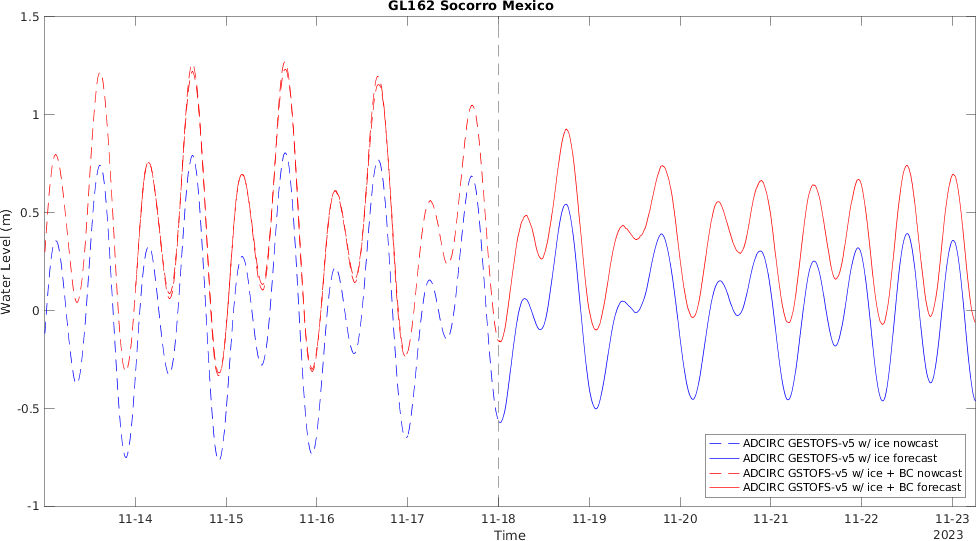 GL162 Socorro Mexico
1.5
1
0.5
0
-0.5
-1
Water Level (m)
11-14 11-15 11-16 11-17 11-18 11-19 11-20 11-21 11-22 11-23
Time
2023
ADCIRC GESTOFS-v5 w/ ice nowcast
ADCIRC GESTOFS-v5 w/ ice forecast
ADCIRC GSTOFS-v5 w/ ice + BC nowcast
ADCIRC GSTOFS-v5 w/ ice + BC forecast